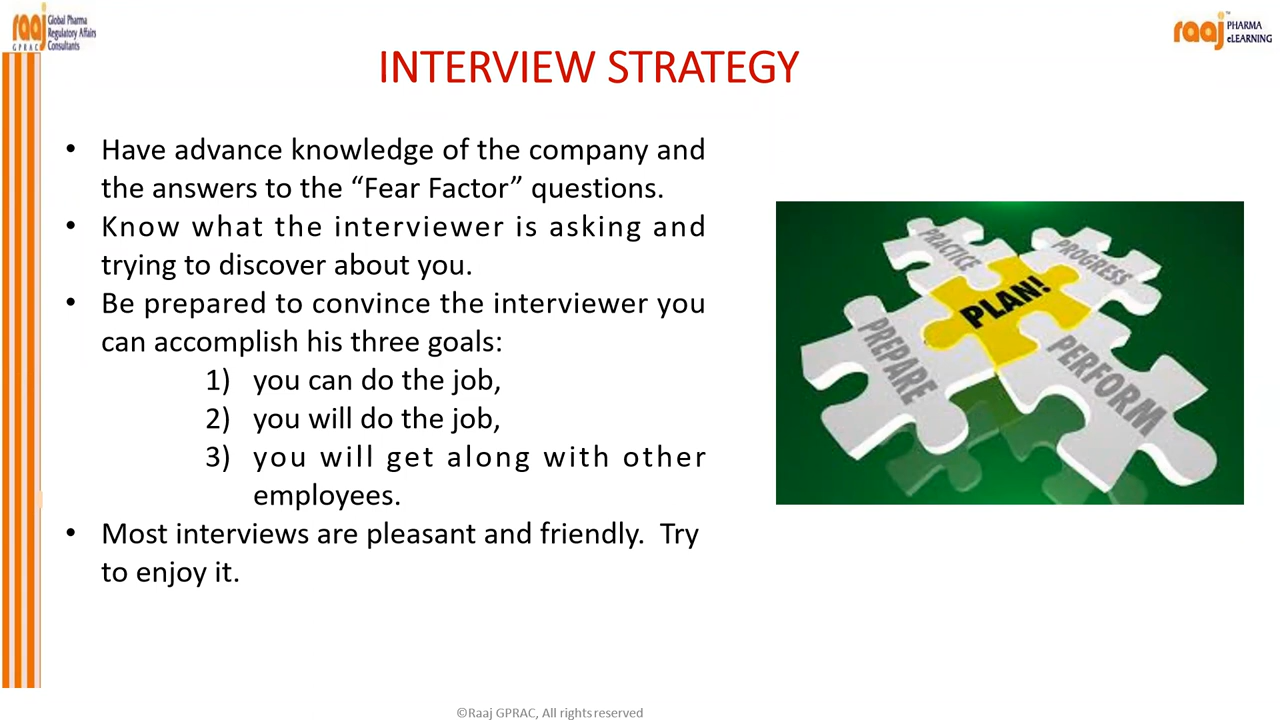 raaj Global Pharma
Regulatory Affairs
GPRAC Consultants
raaj PHARMA
™ eLEARNING
INTERVIEW STRATEGY
• Have advance knowledge of the company and
the answers to the “Fear Factor” questions.
• Know what the interviewer is asking and
trying to discover about you.
• Be prepared to convince the interviewer you
can accomplish his three goals:
1) you can do the job,
2) you will do the job,
3) you will get along with other
employees.
• Most interviews are pleasant and friendly. Try
to enjoy it.
PRACTICE
PROGRESS
PLAN!
PREPARE
PERFORM
©Raaj GPRAC, All rights reserved